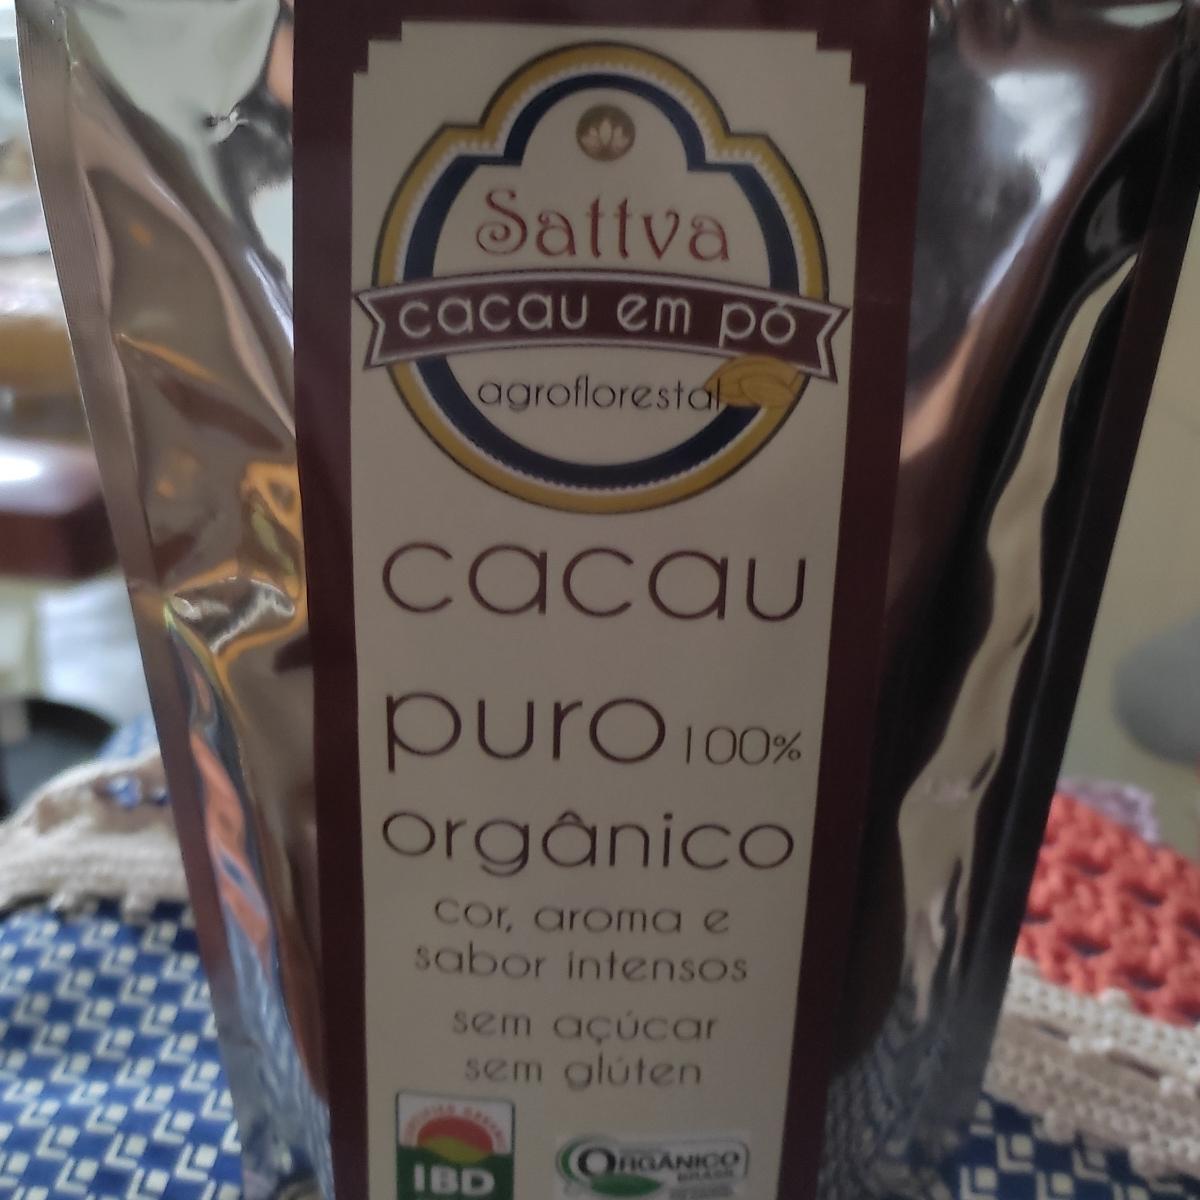 Sattva
cacau em pó
agroflorestal
cacau
puro 100%
orgânico
cor, aroma e
sabor intensos
sem açúcar
sem glúten
IBD
ORGÂNICO
BRASIL